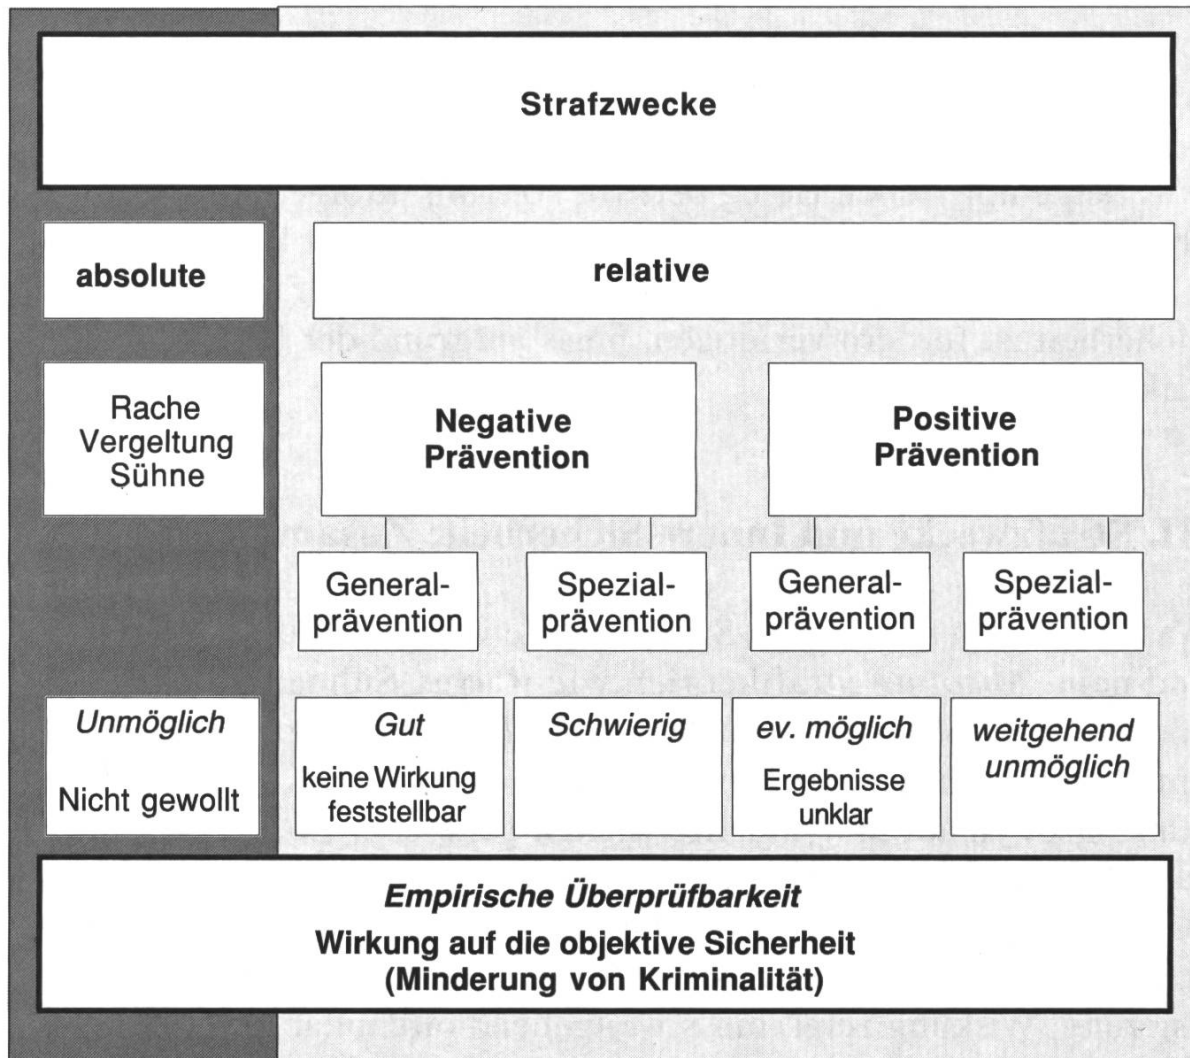 Strafzwecke
absolute
relative
Rache
Vergeltung
Sühne
Negative
Prävention
Positive
Prävention
General-
prävention
Spezial-
prävention
General-
prävention
Spezial-
prävention
Unmöglich
Nicht gewollt
Gut
keine Wirkung
feststellbar
Schwierig
ev. möglich
Ergebnisse
unklar
weitgehend
unmöglich
Empirische Überprüfbarkeit
Wirkung auf die objektive Sicherheit
(Minderung von Kriminalität)